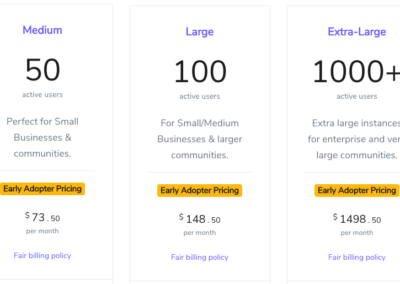 Medium
50
active users
Perfect for Small
Businesses &
communities.
Early Adopter Pricing
$ 73 . 50
per month
Fair billing policy
Large
100
active users
For Small/Medium
Businesses & larger
communities.
Early Adopter Pricing
$ 148 . 50
per month
Fair billing policy
Extra-Large
1000+
active users
Extra large instances
for enterprise and very
large communities.
Early Adopter Pricing
$ 1498 . 50
per month
Fair billing policy